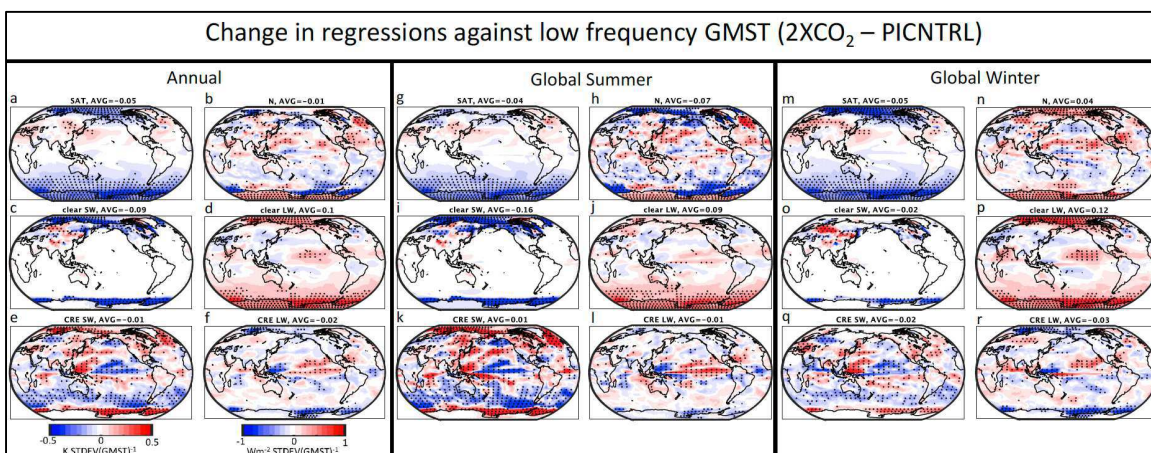 Change in regressions against low frequency GMST (2XCO₂ – PICNTRL)
Annual
Global Summer
Global Winter
a SAT, AVG=-0.05
b N, AVG=-0.01
g SAT, AVG=-0.04
h N, AVG=-0.07
m SAT, AVG=-0.05
n N, AVG=0.04
c clear SW, AVG=-0.09
d clear LW, AVG=0.1
i clear SW, AVG=-0.16
j clear LW, AVG=0.09
o clear SW, AVG=-0.02
p clear LW, AVG=0.12
e CRE SW, AVG=-0.01
f CRE LW, AVG=-0.02
k CRE SW, AVG=0.01
l CRE LW, AVG=-0.01
q CRE SW, AVG=-0.02
r CRE LW, AVG=-0.03
-0.5 0 0.5
K STDEV(GMST)⁻¹
-1 0 1
Wm⁻² STDEV(GMST)⁻¹